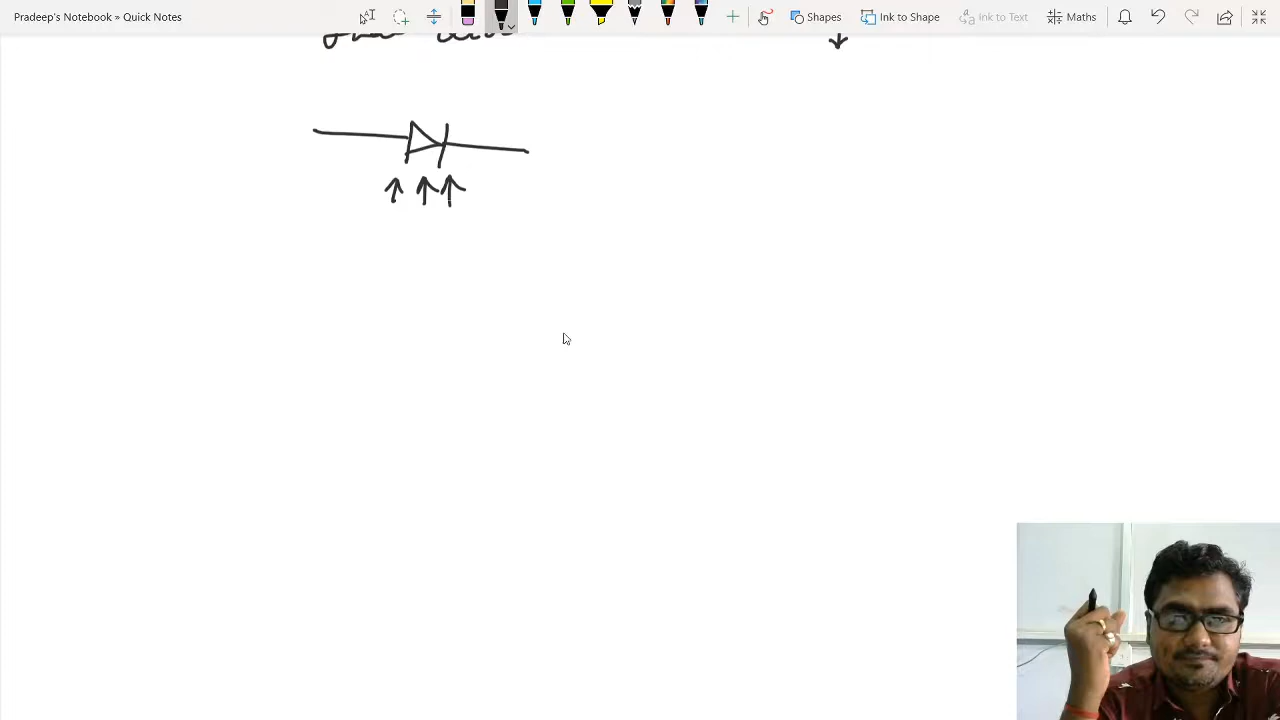 Pradeep's Notebook » Quick Notes
Shapes
Ink to Shape
Ink to Text
Maths